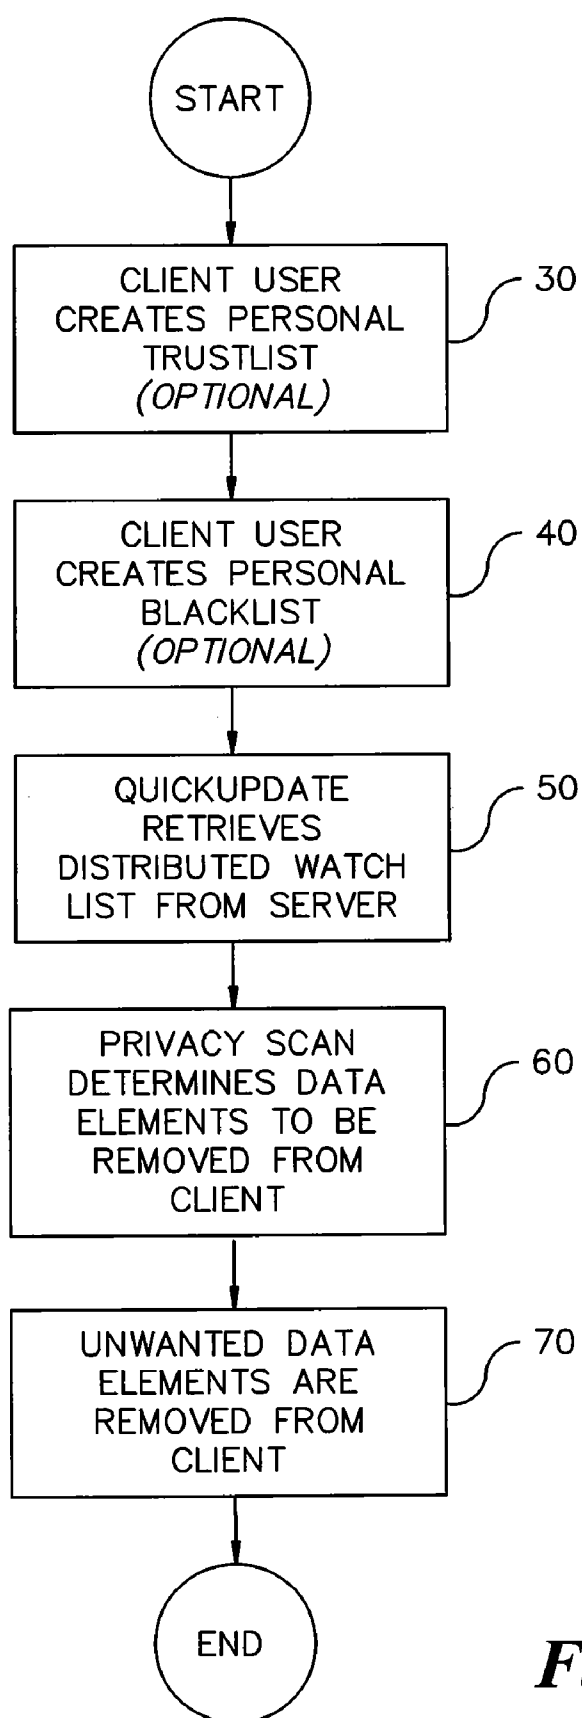 START
CLIENT USER
CREATES PERSONAL
TRUSTLIST
(OPTIONAL)
30
CLIENT USER
CREATES PERSONAL
BLACKLIST
(OPTIONAL)
40
QUICKUPDATE
RETRIEVES
DISTRIBUTED WATCH
LIST FROM SERVER
50
PRIVACY SCAN
DETERMINES DATA
ELEMENTS TO BE
REMOVED FROM
CLIENT
60
UNWANTED DATA
ELEMENTS ARE
REMOVED FROM
CLIENT
70
END